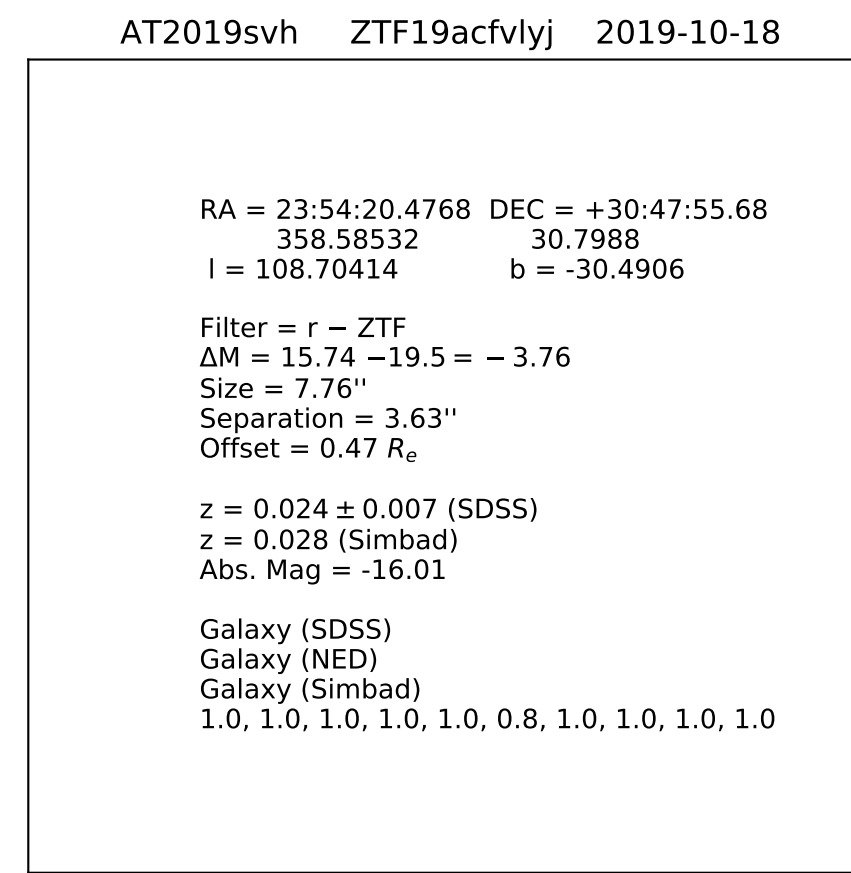 AT2019svh ZTF19acfvlyj 2019-10-18
RA = 23:54:20.4768 DEC = +30:47:55.68
358.58532 30.7988
l = 108.70414 b = -30.4906
Filter = r − ZTF
ΔM = 15.74 −19.5 = − 3.76
Size = 7.76''
Separation = 3.63''
Offset = 0.47 Rₑ
z = 0.024 ± 0.007 (SDSS)
z = 0.028 (Simbad)
Abs. Mag = -16.01
Galaxy (SDSS)
Galaxy (NED)
Galaxy (Simbad)
1.0, 1.0, 1.0, 1.0, 1.0, 0.8, 1.0, 1.0, 1.0, 1.0